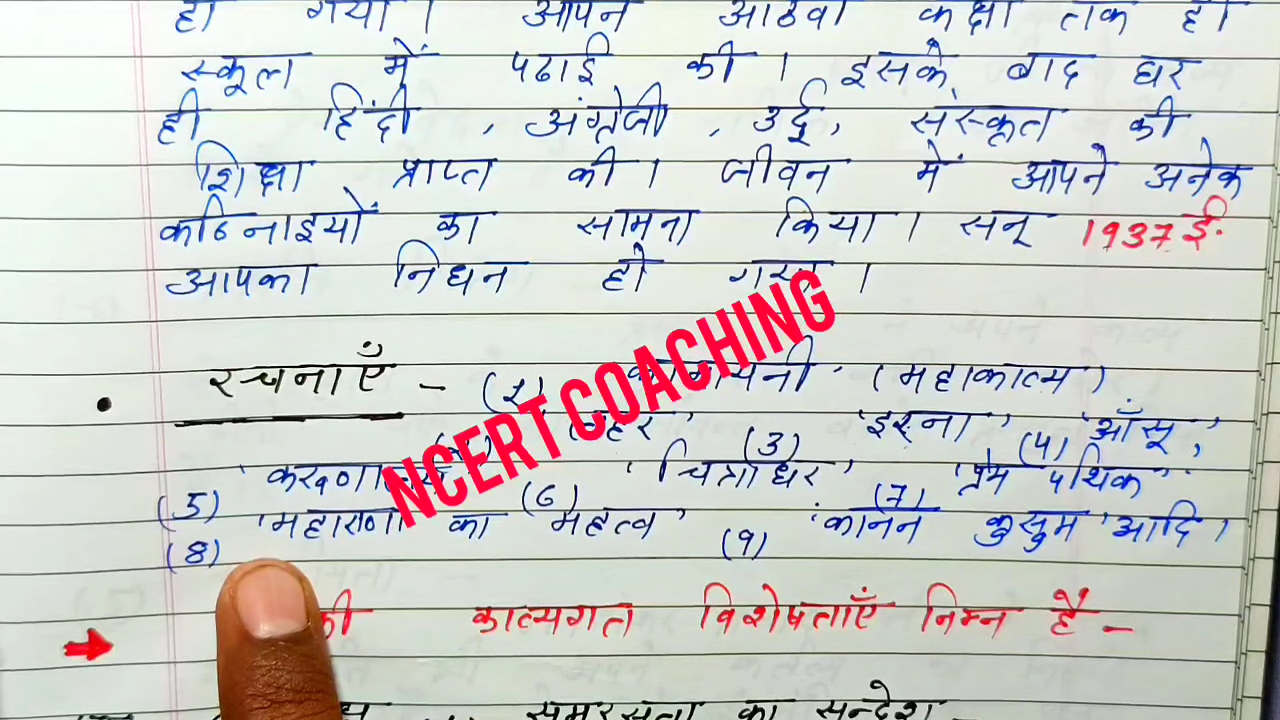 हो गया। आपने आठवी कक्षा तक ही
स्कूल में पढाई की। इसके बाद घर
ही हिंदी, अंग्रेजी, उर्दू, संस्कृत की
शिक्षा प्राप्त की। जीवन में आपने अनेक
कठिनाइयों का सामना किया। सन् 1937 ई.
आपका निधन हो गया।
NCERT COACHING
रचनाएँ - (1) कामायनी' (महाकाव्य)
लहर (3) 'झरना' (4) 'आँसू,'
(5) 'करुणालय (6) 'चित्राधार' (7) 'प्रेम पथिक'
(8) 'महाराणा का महत्व' (9) 'कानन कुसुम' आदि।
की काव्यगत विशेषताएँ निम्न है -
समरसता का सन्देश